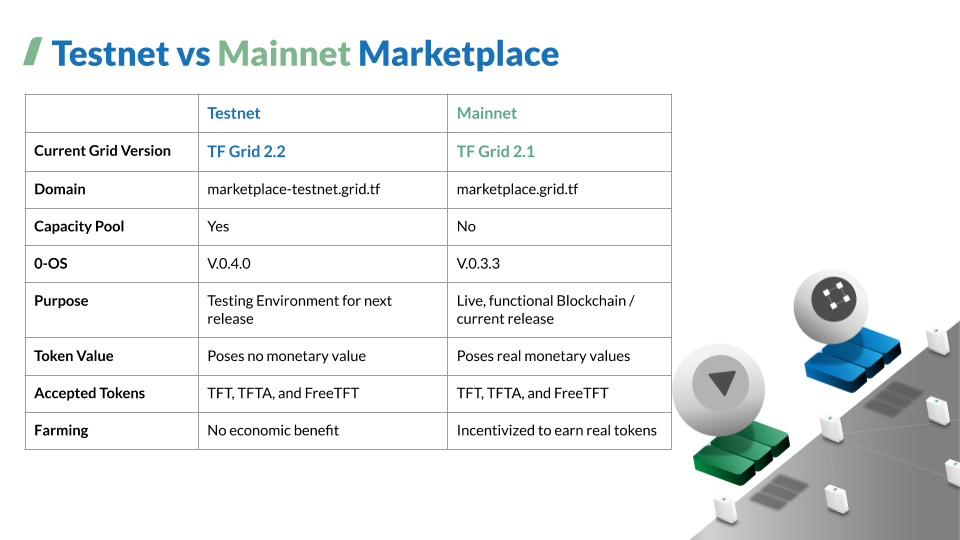 Testnet vs Mainnet Marketplace
Testnet Mainnet
Current Grid Version TF Grid 2.2 TF Grid 2.1
Domain marketplace-testnet.grid.tf marketplace.grid.tf
Capacity Pool Yes No
0-OS V.0.4.0 V.0.3.3
Purpose Testing Environment for next Live, functional Blockchain /
release current release
Token Value Poses no monetary value Poses real monetary values
Accepted Tokens TFT, TFTA, and FreeTFT TFT, TFTA, and FreeTFT
Farming No economic benefit Incentivized to earn real tokens